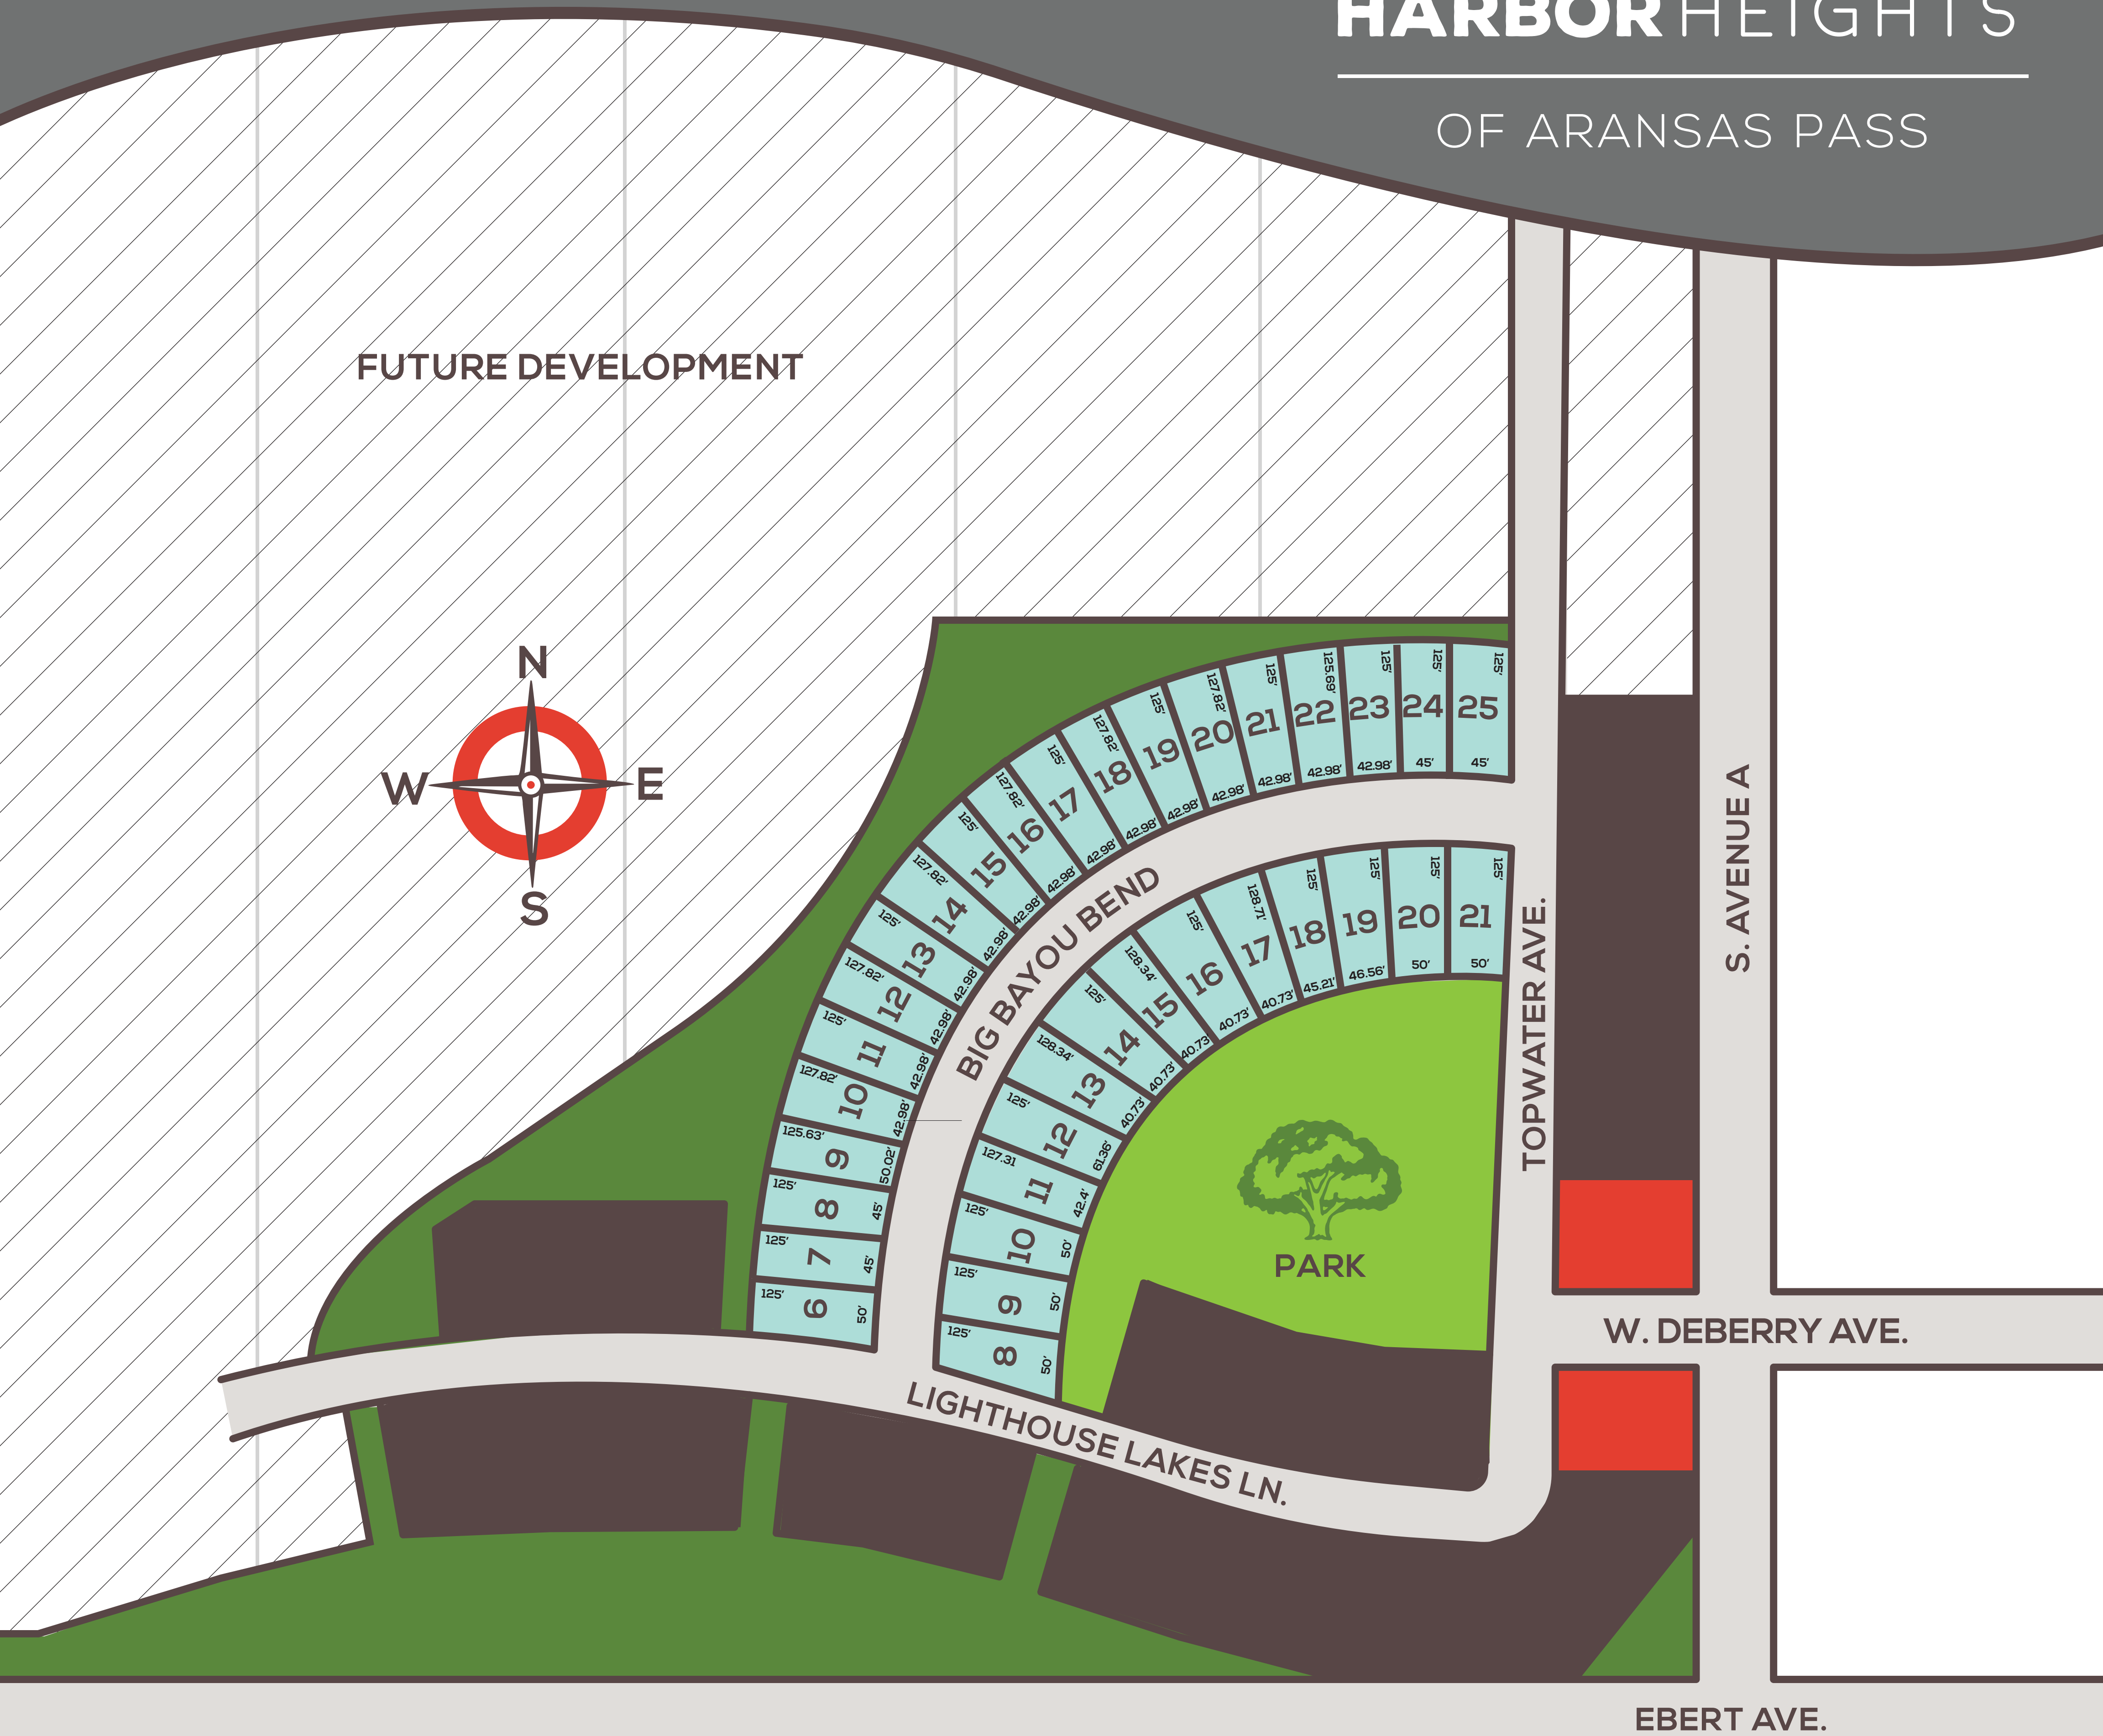 HARBOR HEIGHTS
OF ARANSAS PASS
FUTURE DEVELOPMENT
N
W
E
S
125' 6 50'
125' 7 45'
125' 8 45'
125.63' 9 50.02'
127.82' 10 42.98'
125' 11 42.98'
127.82' 12 42.98'
125' 13 42.98'
127.82' 14 42.98'
125' 15 42.98'
127.82' 16 42.98'
125' 17 42.98'
127.82' 18 42.98'
125' 19 42.98'
127.82' 20 42.98'
125' 21 42.98'
125.69' 22 42.98'
125' 23 42.98'
125' 24 45'
125' 25 45'
BIG BAYOU BEND
125' 8 50'
125' 9 50'
125' 10 50'
127.31 11 42.4'
125' 12 61.36'
128.34' 13 40.73'
125' 14 40.73'
128.34' 15 40.73'
125' 16 40.73'
128.71' 17 40.73'
125' 18 45.21'
125' 19 46.56'
125' 20 50'
125' 21 50'
PARK
TOPWATER AVE.
S. AVENUE A
W. DEBERRY AVE.
LIGHTHOUSE LAKES LN.
EBERT AVE.